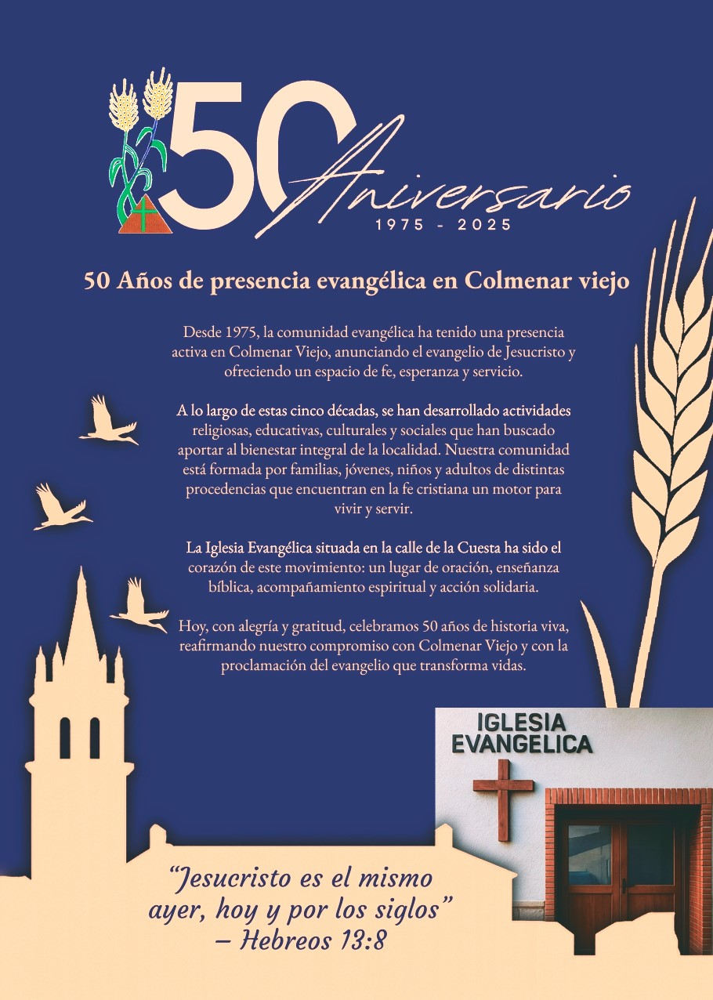 50 Aniversario
1975 - 2025
50 Años de presencia evangélica en Colmenar viejo
Desde 1975, la comunidad evangélica ha tenido una presencia
activa en Colmenar Viejo, anunciando el evangelio de Jesucristo y
ofreciendo un espacio de fe, esperanza y servicio.
A lo largo de estas cinco décadas, se han desarrollado actividades
religiosas, educativas, culturales y sociales que han buscado
aportar al bienestar integral de la localidad. Nuestra comunidad
está formada por familias, jóvenes, niños y adultos de distintas
procedencias que encuentran en la fe cristiana un motor para
vivir y servir.
La Iglesia Evangélica situada en la calle de la Cuesta ha sido el
corazón de este movimiento: un lugar de oración, enseñanza
bíblica, acompañamiento espiritual y acción solidaria.
Hoy, con alegría y gratitud, celebramos 50 años de historia viva,
reafirmando nuestro compromiso con Colmenar Viejo y con la
proclamación del evangelio que transforma vidas.
IGLESIA
EVANGELICA
“Jesucristo es el mismo
ayer, hoy y por los siglos”
– Hebreos 13:8